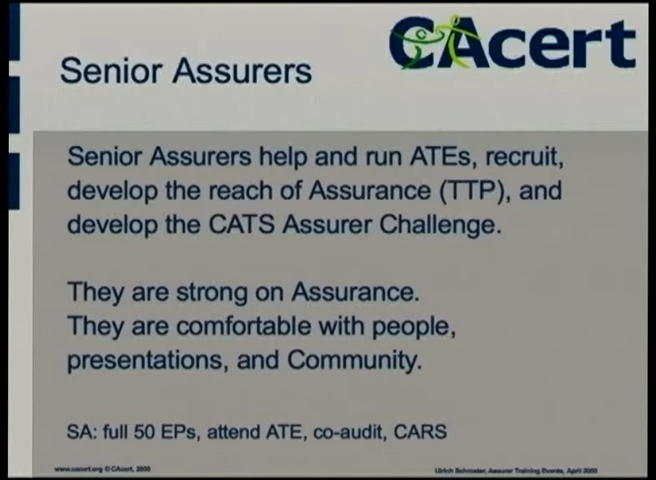 CAcert
Senior Assurers
Senior Assurers help and run ATEs, recruit,
develop the reach of Assurance (TTP), and
develop the CATS Assurer Challenge.
They are strong on Assurance.
They are comfortable with people,
presentations, and Community.
SA: full 50 EPs, attend ATE, co-audit, CARS
www.cacert.org © CAcert, 2009
Ulrich Schroeter, Assurer Training Events, April 2009